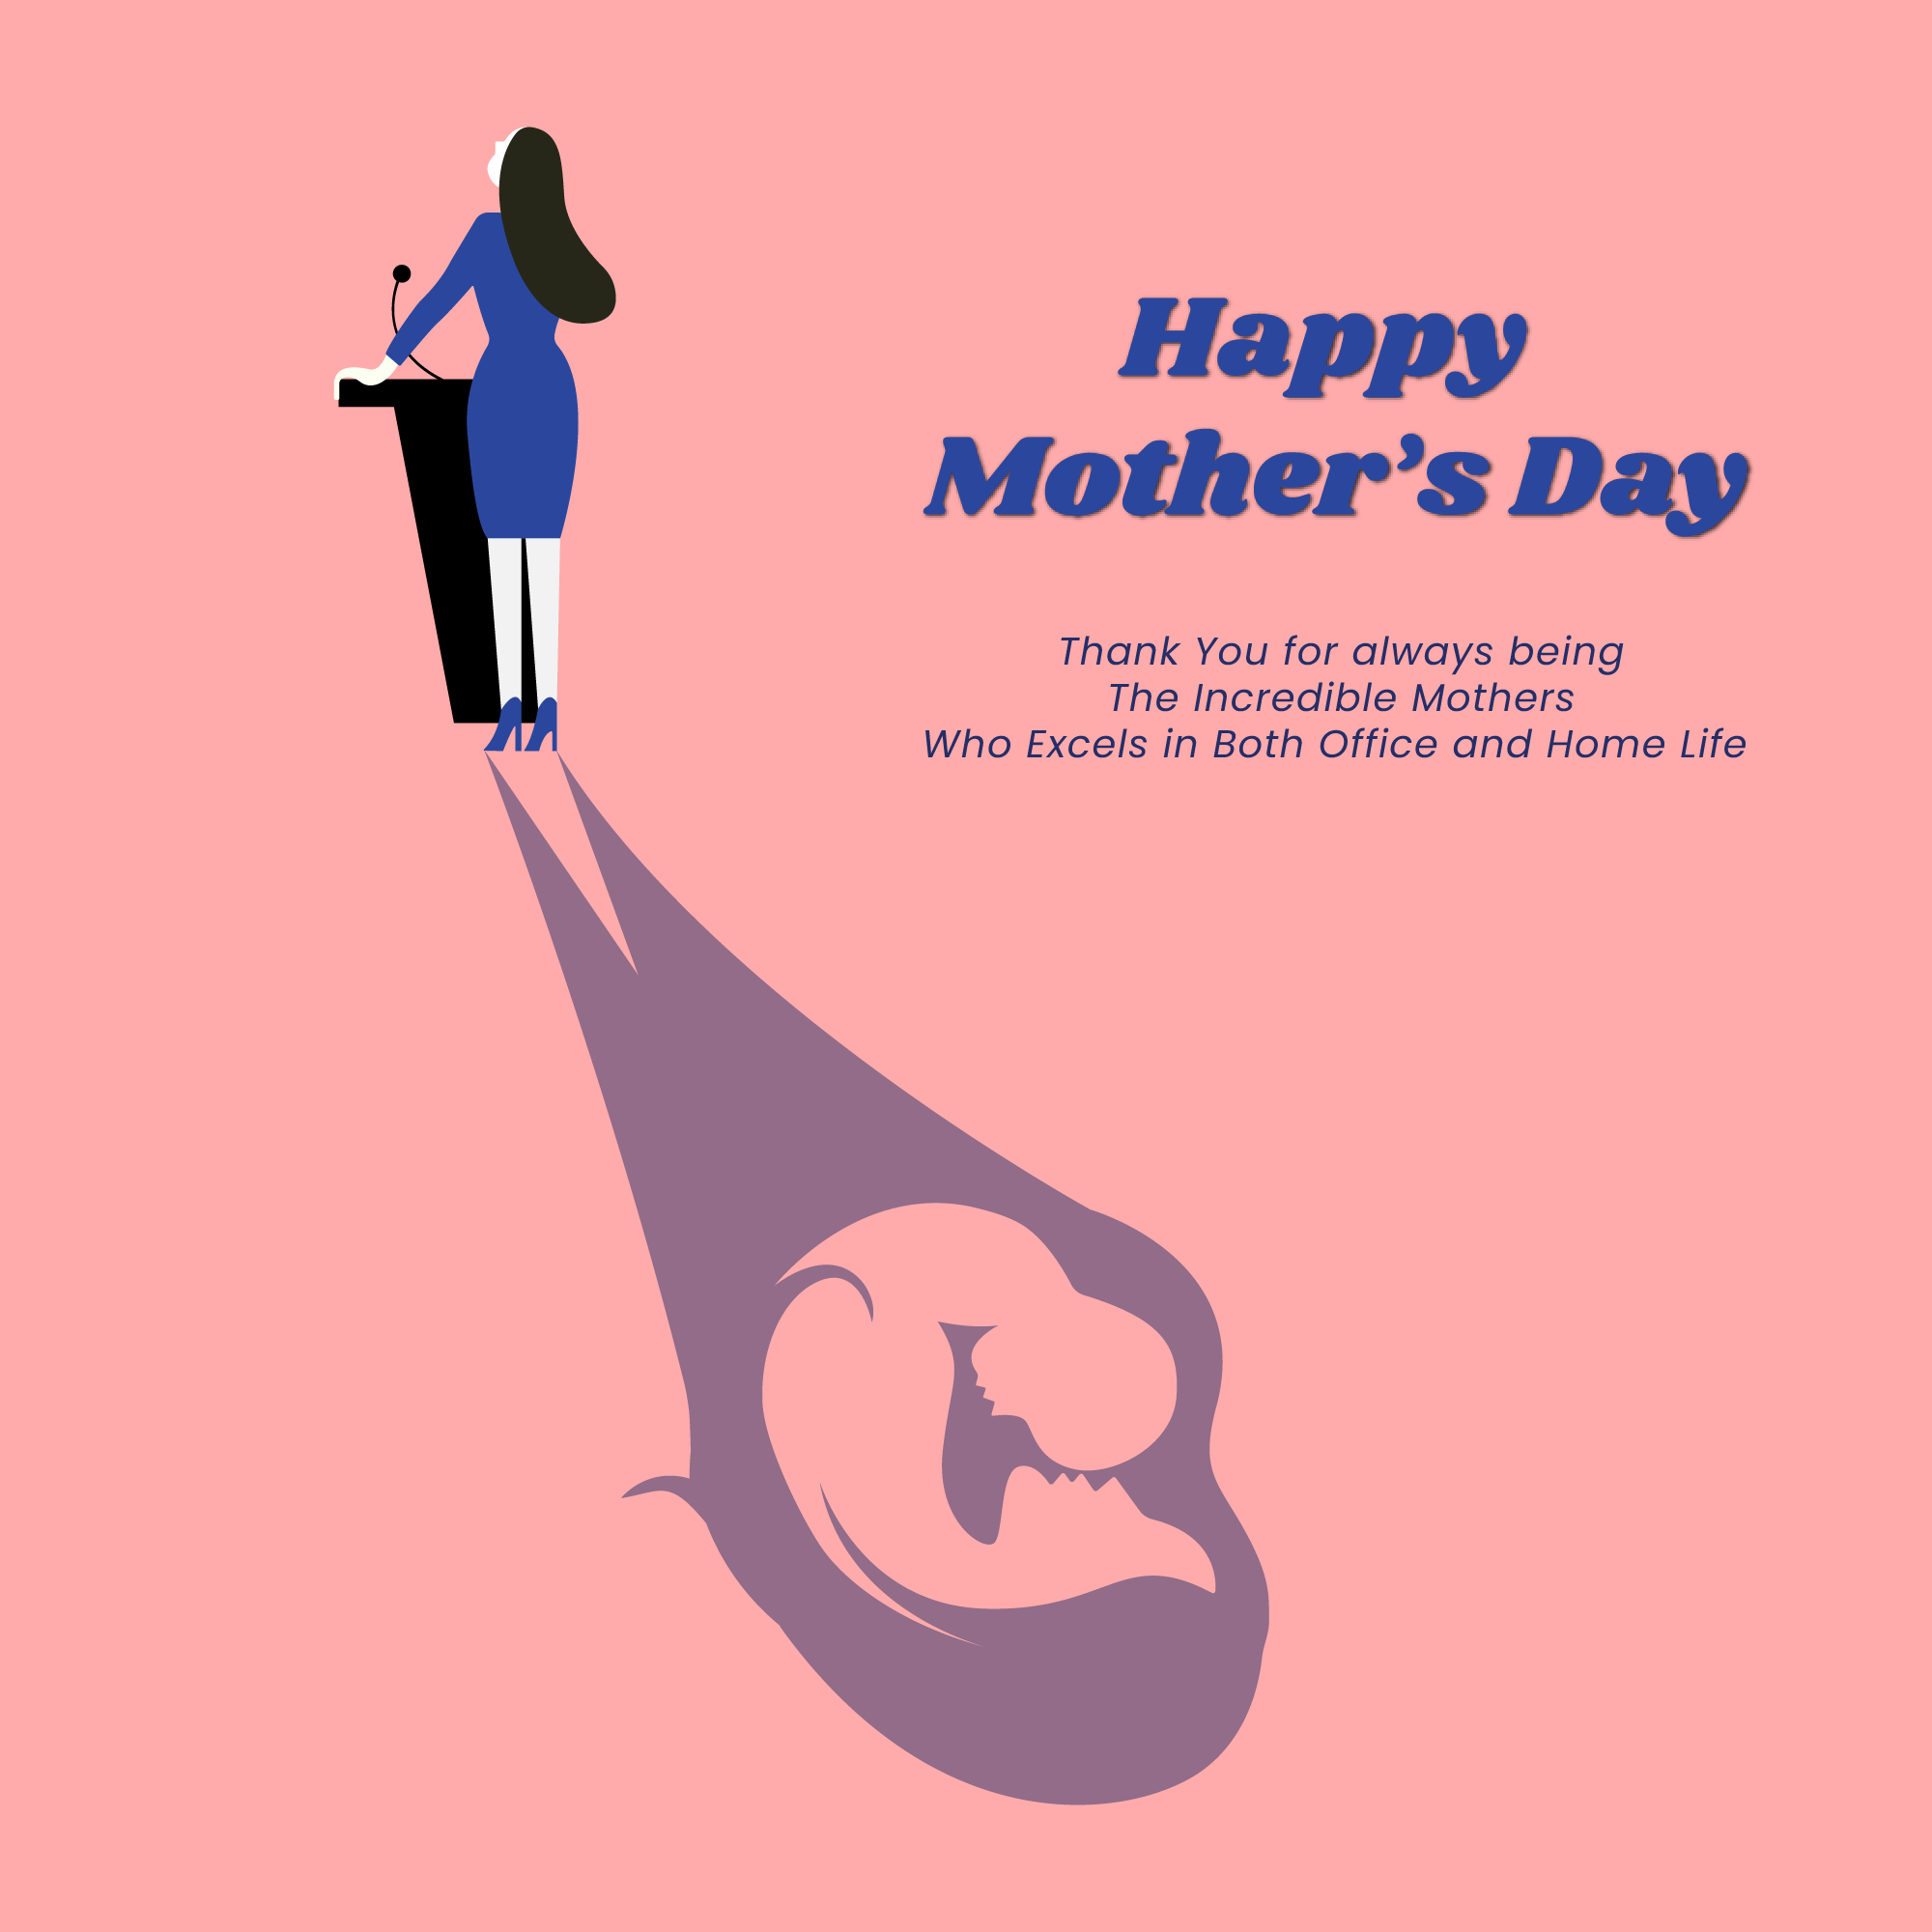 Happy
Mother's Day
Thank You for always being
The Incredible Mothers
Who Excels in Both Office and Home Life